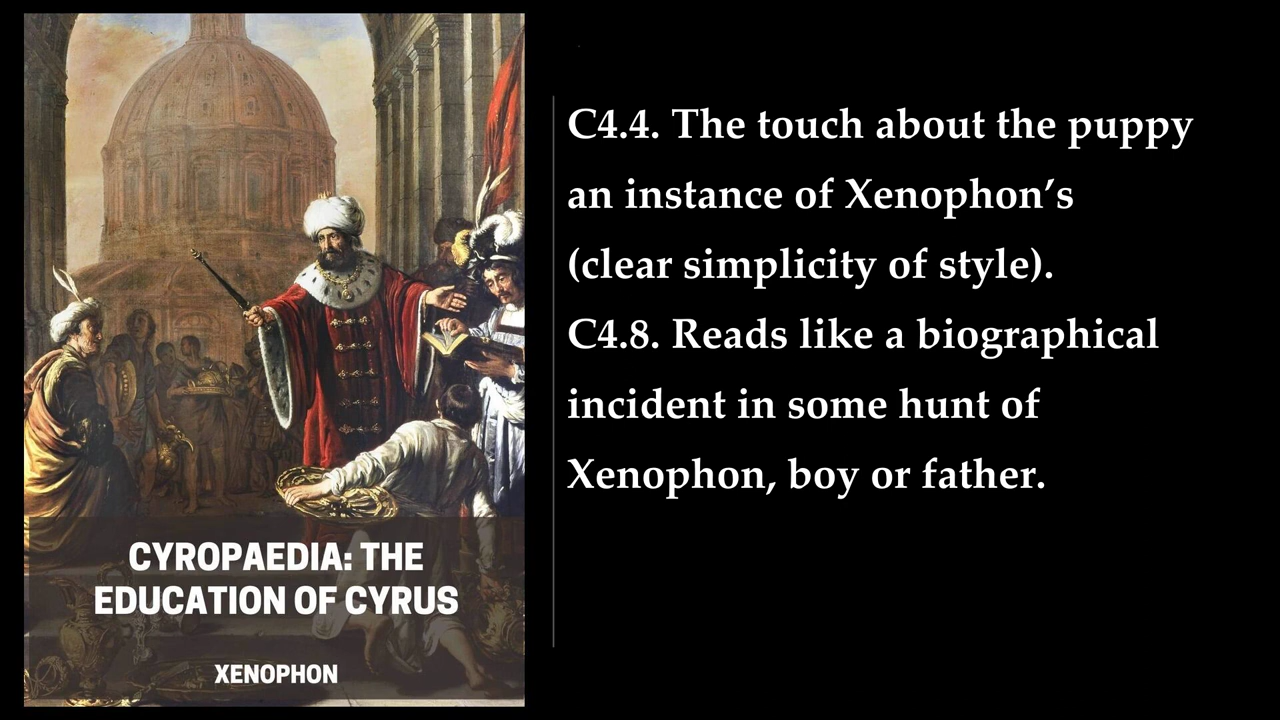 CYROPAEDIA: THE
EDUCATION OF CYRUS
XENOPHON
C4.4. The touch about the puppy
an instance of Xenophon’s
(clear simplicity of style).
C4.8. Reads like a biographical
incident in some hunt of
Xenophon, boy or father.